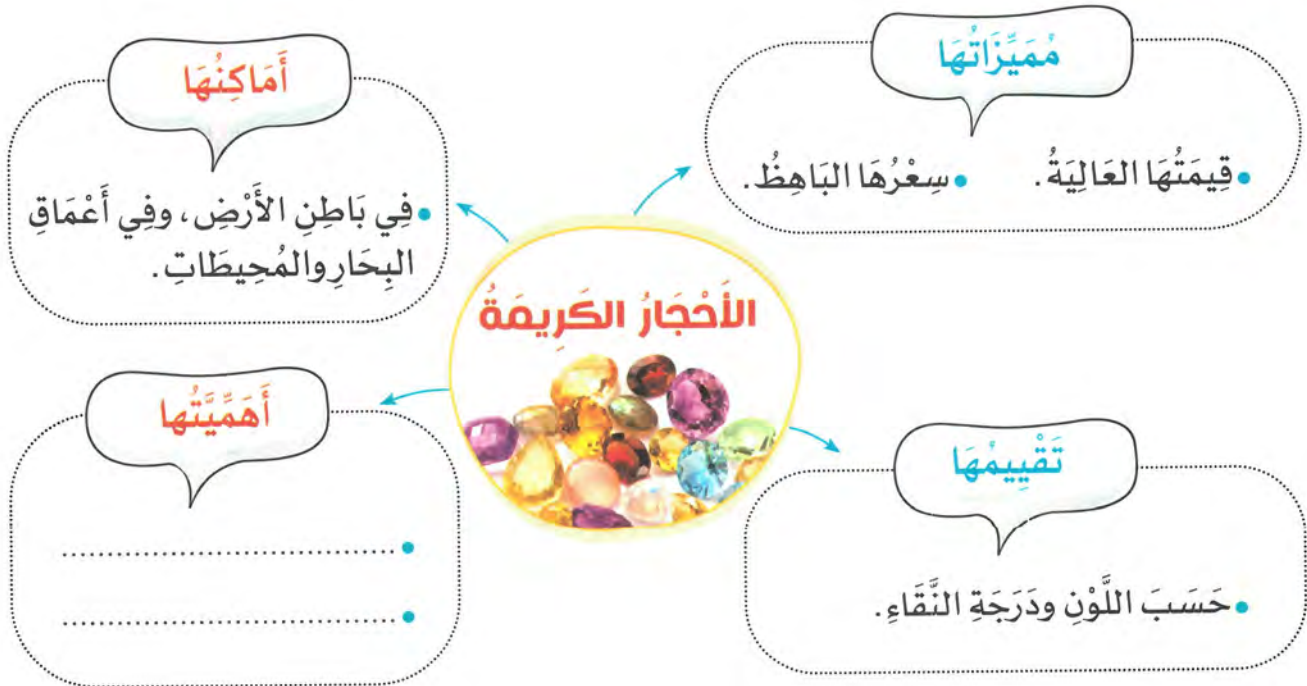 مُمَيِّزَاتُهَا
• قِيمَتُهَا العَالِيَةُ. • سِعْرُهَا البَاهِظُ.
أَمَاكِنُهَا
• فِي بَاطِنِ الأَرْضِ، وفِي أَعْمَاقِ
البِحَارِ والمُحِيطَاتِ.
الأَحْجَارُ الكَرِيمَةُ
تَقْيِيمُهَا
• حَسَبَ اللَّوْنِ ودَرَجَةِ النَّقَاءِ.
أَهَمِّيَّتُها
• ......................................
• ......................................